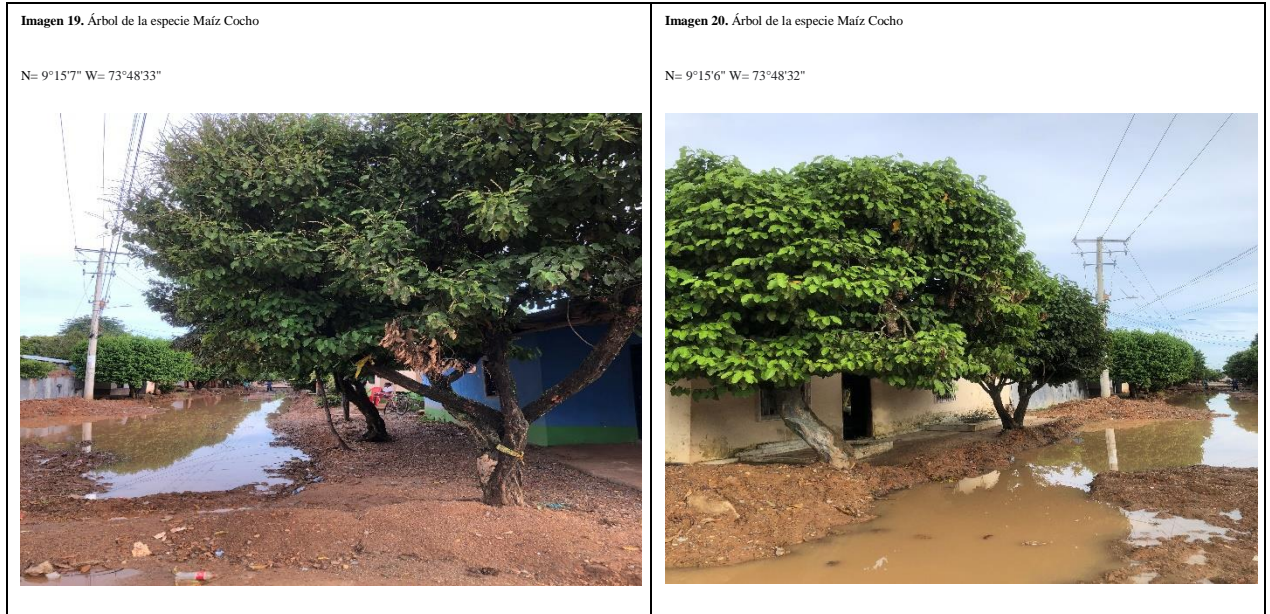 Imagen 19. Árbol de la especie Maíz Cocho
N= 9°15'7" W= 73°48'33"
Imagen 20. Árbol de la especie Maíz Cocho
N= 9°15'6" W= 73°48'32"